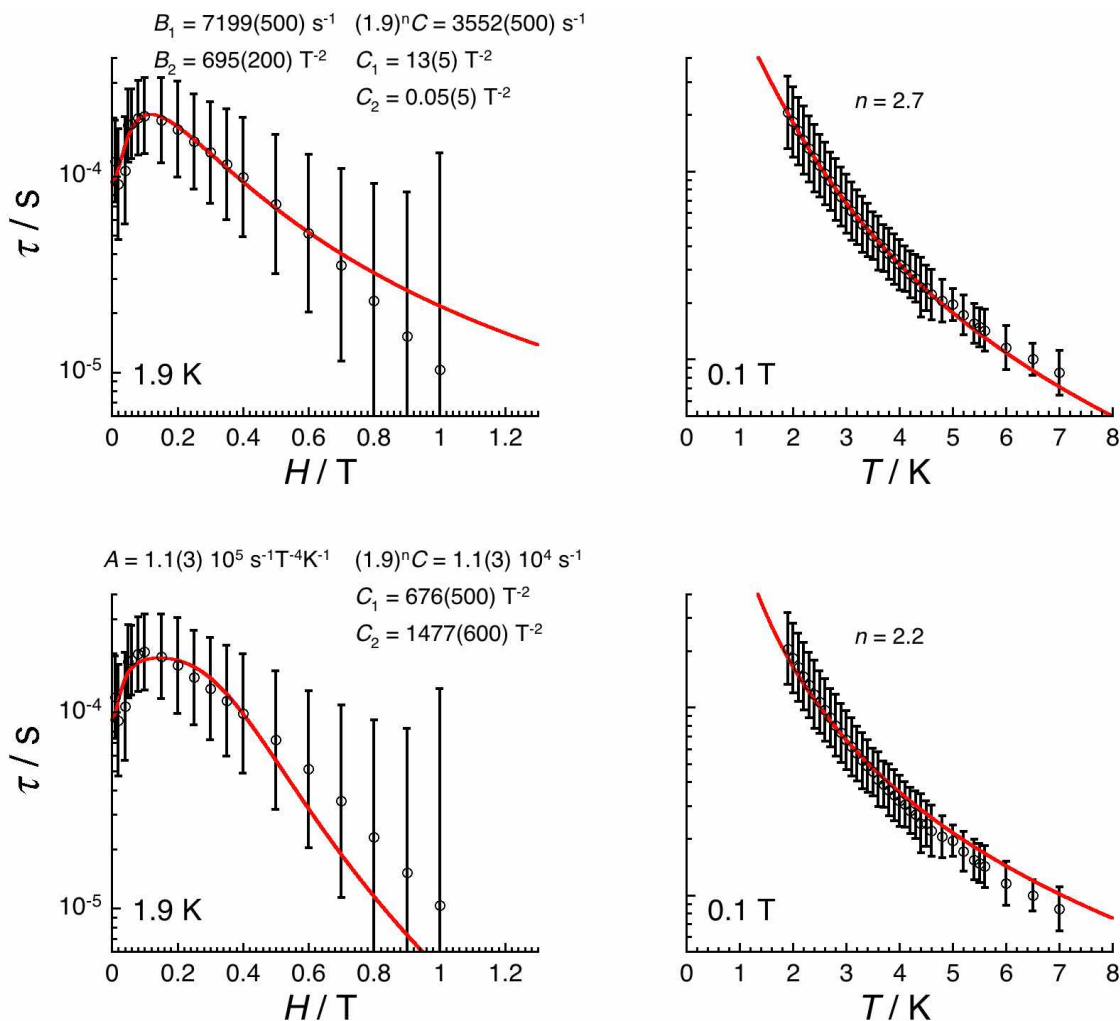 B₁ = 7199(500) s⁻¹ (1.9)ⁿC = 3552(500) s⁻¹
B₂ = 695(200) T⁻² C₁ = 13(5) T⁻²
C₂ = 0.05(5) T⁻²
n = 2.7
10⁻⁴
τ / s
10⁻⁵
1.9 K
0 0.2 0.4 0.6 0.8 1 1.2
H / T
0.1 T
0 1 2 3 4 5 6 7 8
T / K
A = 1.1(3) 10⁵ s⁻¹T⁻⁴K⁻¹ (1.9)ⁿC = 1.1(3) 10⁴ s⁻¹
C₁ = 676(500) T⁻²
C₂ = 1477(600) T⁻²
n = 2.2
10⁻⁴
τ / s
10⁻⁵
1.9 K
0 0.2 0.4 0.6 0.8 1 1.2
H / T
0.1 T
0 1 2 3 4 5 6 7 8
T / K